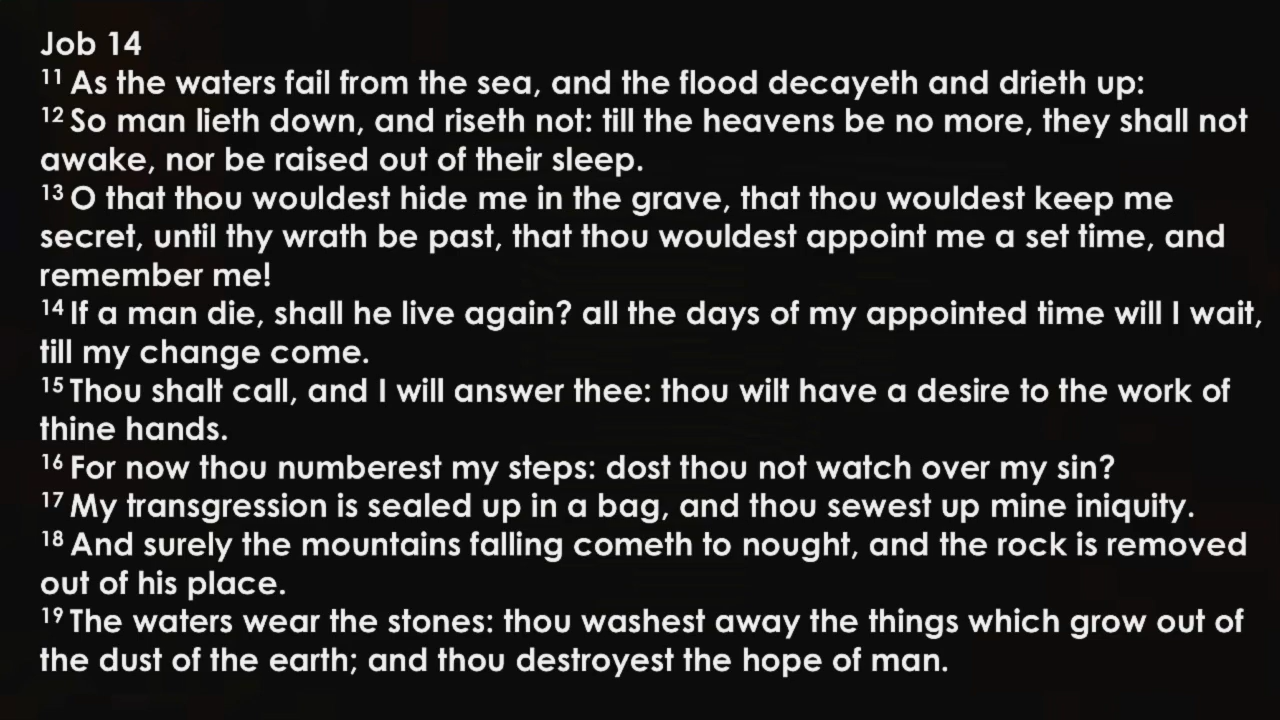 Job 14
11 As the waters fail from the sea, and the flood decayeth and drieth up:
12 So man lieth down, and riseth not: till the heavens be no more, they shall not
awake, nor be raised out of their sleep.
13 O that thou wouldest hide me in the grave, that thou wouldest keep me
secret, until thy wrath be past, that thou wouldest appoint me a set time, and
remember me!
14 If a man die, shall he live again? all the days of my appointed time will I wait,
till my change come.
15 Thou shalt call, and I will answer thee: thou wilt have a desire to the work of
thine hands.
16 For now thou numberest my steps: dost thou not watch over my sin?
17 My transgression is sealed up in a bag, and thou sewest up mine iniquity.
18 And surely the mountains falling cometh to nought, and the rock is removed
out of his place.
19 The waters wear the stones: thou washest away the things which grow out of
the dust of the earth; and thou destroyest the hope of man.